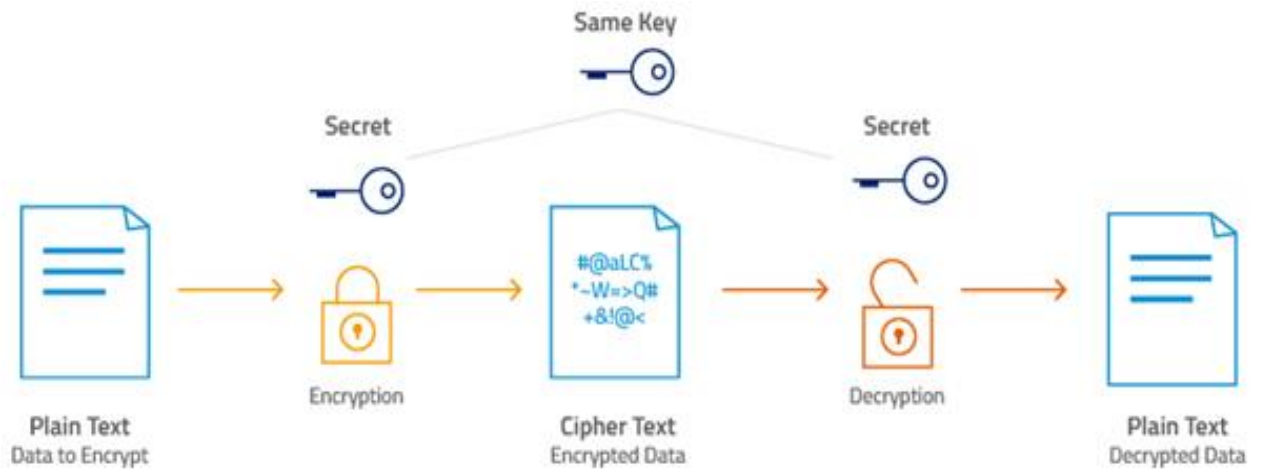 Same Key
Secret
Secret
#@aLC%
*~W=>Q#
+&!@<
Encryption
Decryption
Plain Text
Data to Encrypt
Cipher Text
Encrypted Data
Plain Text
Decrypted Data